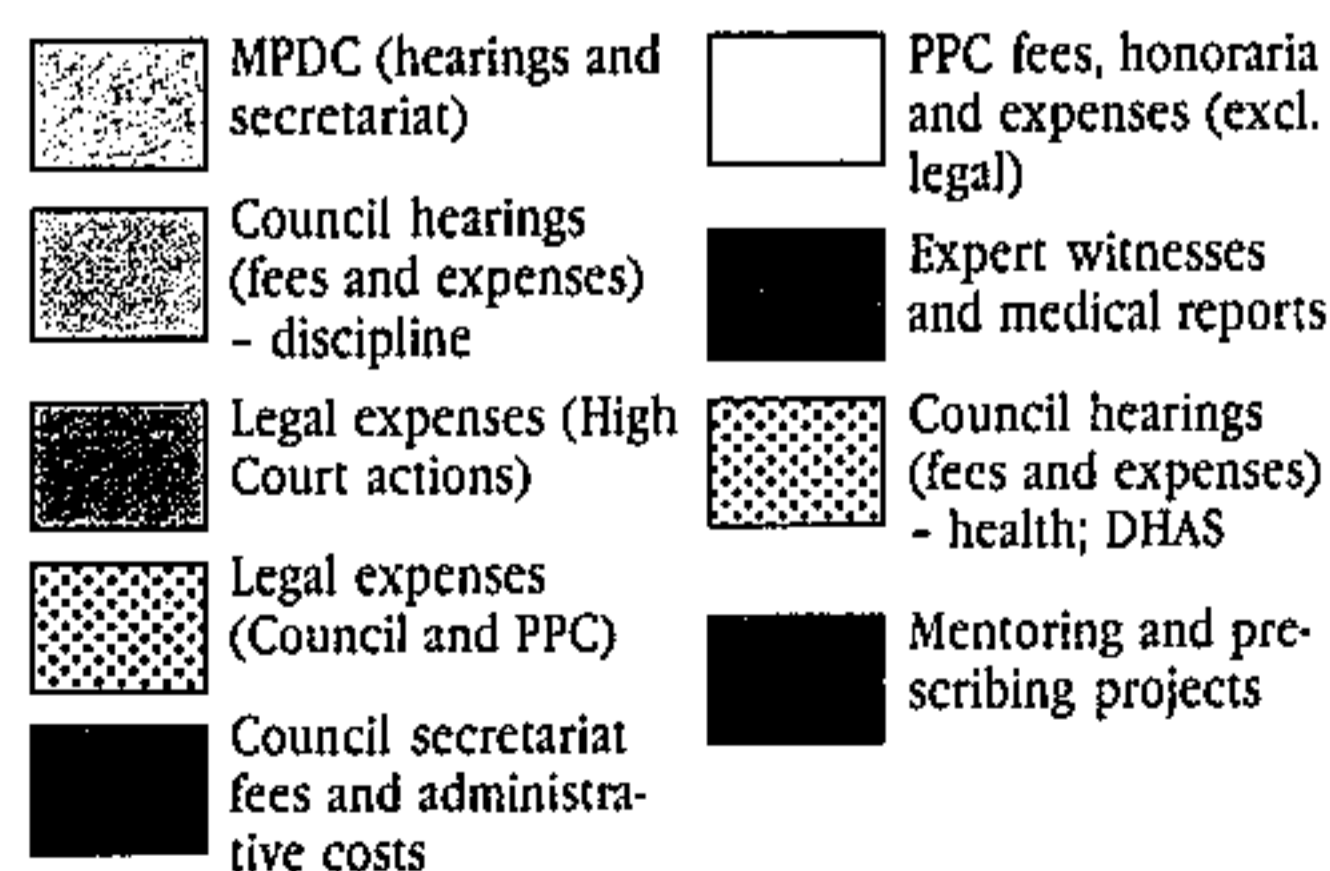 MPDC (hearings and
secretariat)
Council hearings
(fees and expenses)
– discipline
Legal expenses (High
Court actions)
Legal expenses
(Council and PPC)
Council secretariat
fees and administra-
tive costs
PPC fees, honoraria
and expenses (excl.
legal)
Expert witnesses
and medical reports
Council hearings
(fees and expenses)
– health; DHAS
Mentoring and pre-
scribing projects